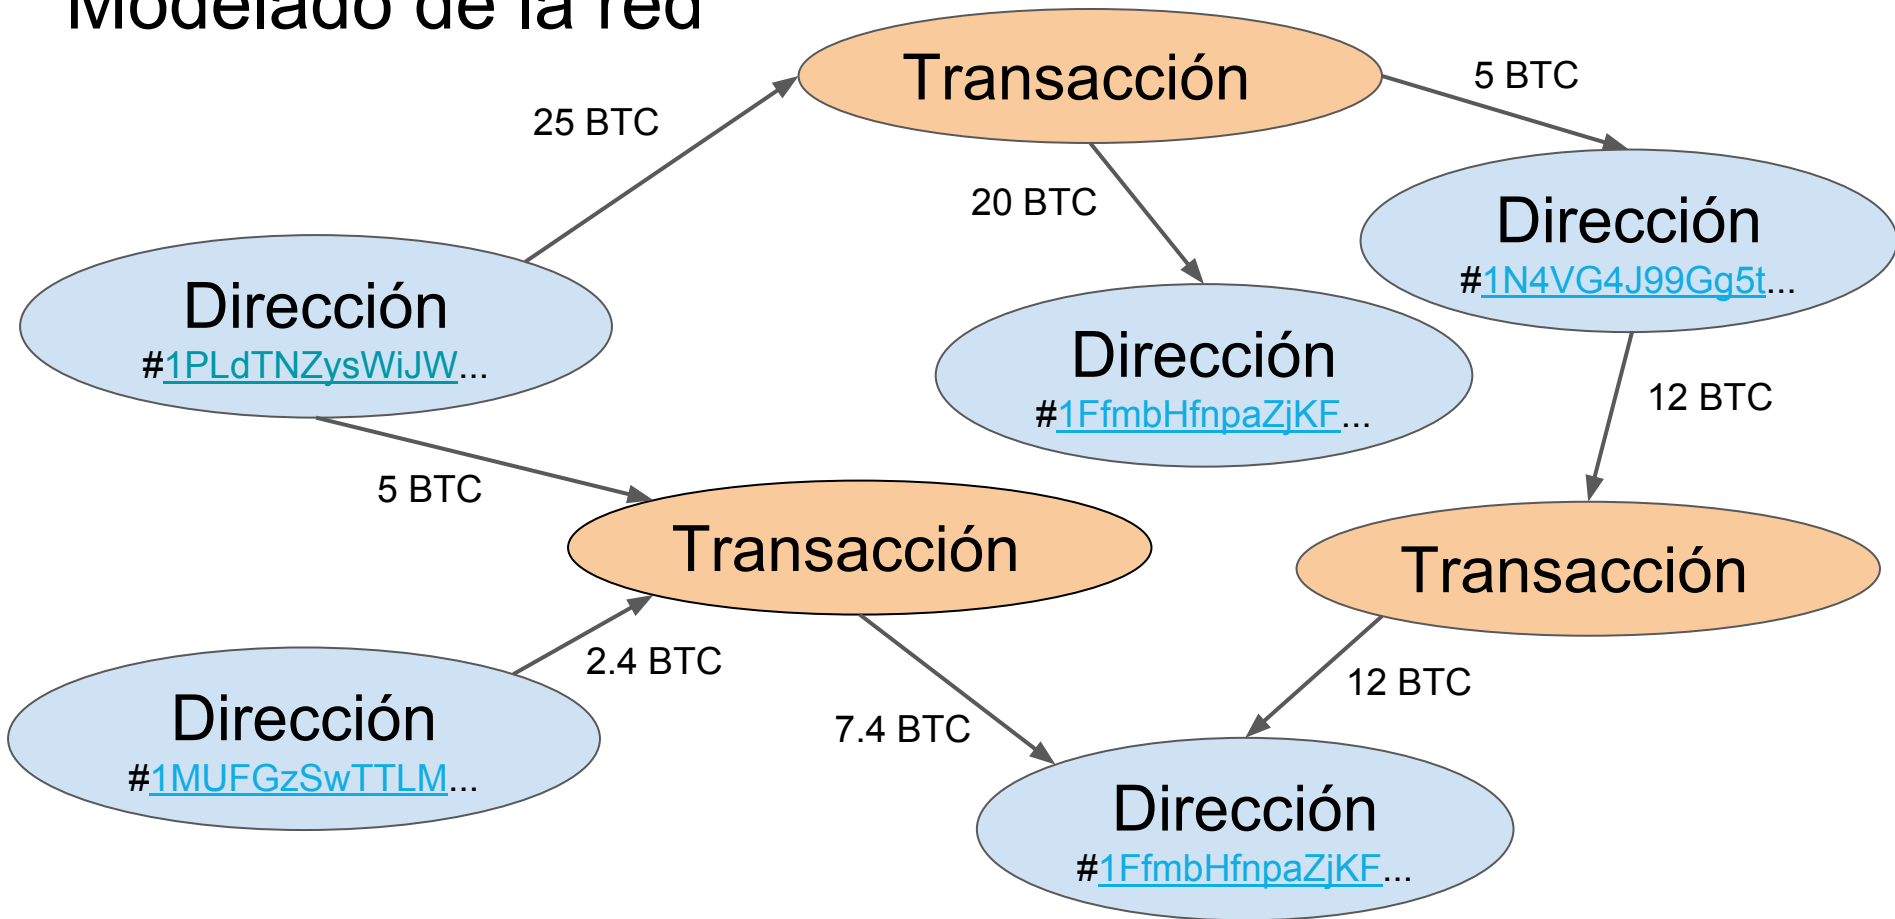 Modelado de la red
Transacción
5 BTC
25 BTC
20 BTC
Dirección
#1N4VG4J99Gg5t...
Dirección
#1PLdTNZysWiJW...
Dirección
#1FfmbHfnpaZjKF...
12 BTC
5 BTC
Transacción
Transacción
2.4 BTC
12 BTC
7.4 BTC
Dirección
#1MUFGzSwTTLM...
Dirección
#1FfmbHfnpaZjKF...